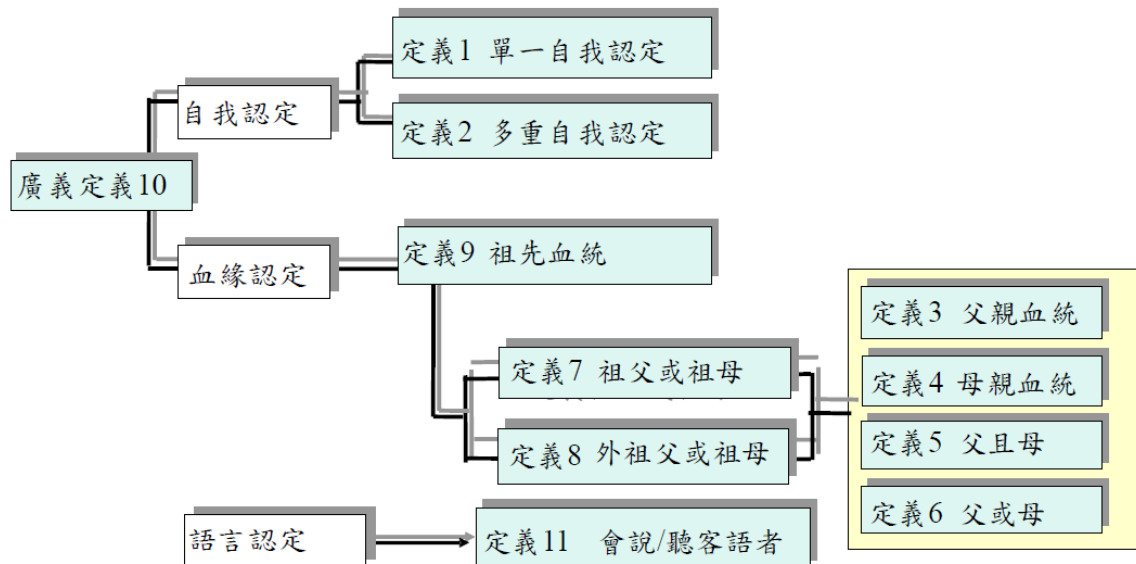 定義1 單一自我認定
自我認定
定義2 多重自我認定
廣義定義10
血緣認定
定義9 祖先血統
定義3 父親血統
定義7 祖父或祖母
定義4 母親血統
定義8 外祖父或祖母
定義5 父且母
定義6 父或母
語言認定
定義11 會說/聽客語者